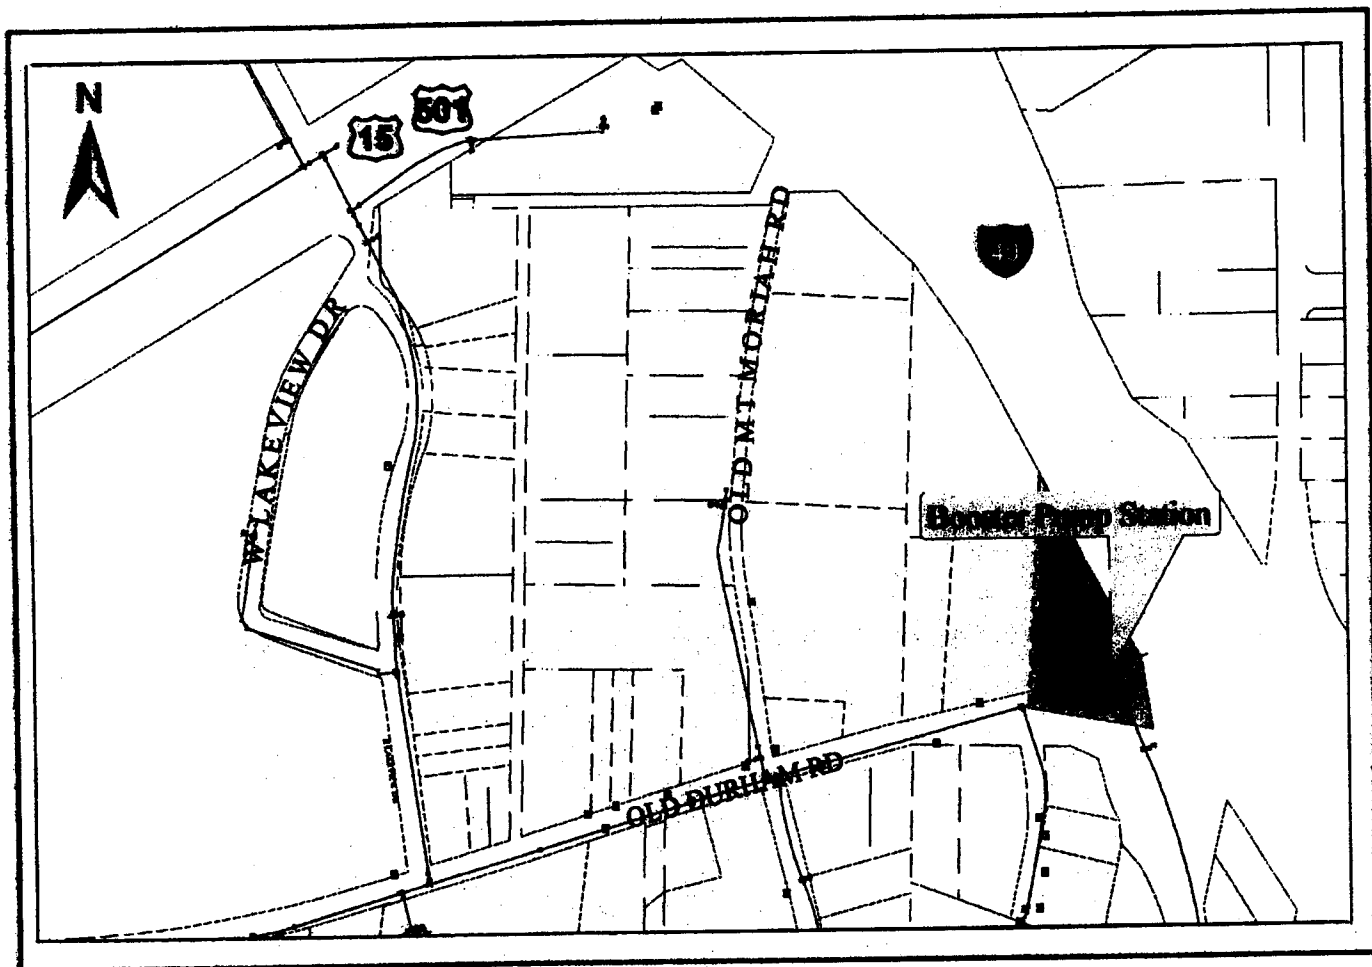 N
501
15
W LAKEVIEW DR
OLD MT MORIAH RD
40
Booster Pump Station
OLD DURHAM RD